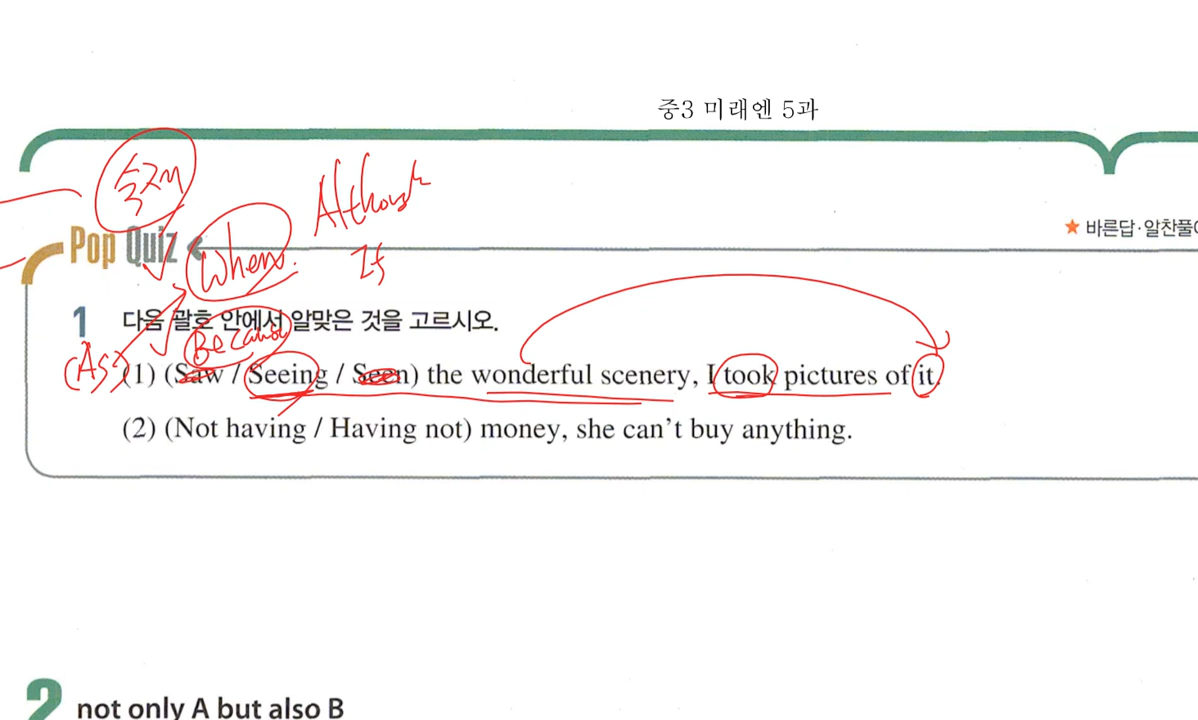 중3 미래엔 5과
숙제
Although
Pop Quiz
When
If
★ 바른답·알찬풀이
1 다음 괄호 안에서 알맞은 것을 고르시오.
(As)
(1) (Saw / Seeing / Seen) the wonderful scenery, I took pictures of it.
(2) (Not having / Having not) money, she can't buy anything.
2 not only A but also B